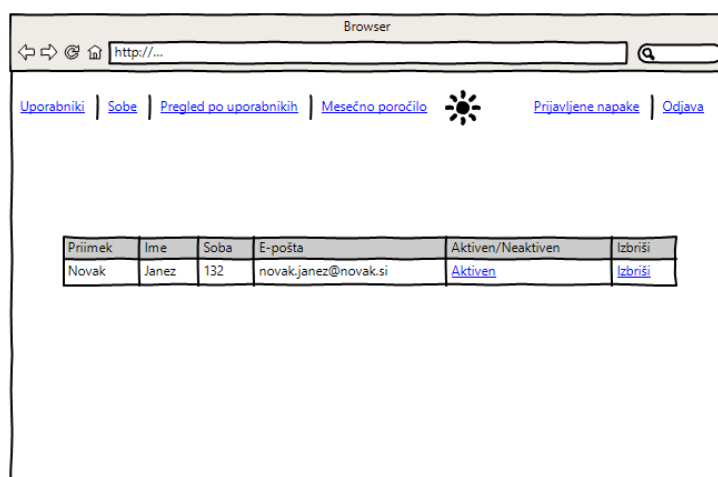 Browser
http://...
Uporabniki Sobe Pregled po uporabnikih Mesečno poročilo Prijavljene napake Odjava
Priimek Ime Soba E-pošta Aktiven/Neaktiven Izbriši
Novak Janez 132 novak.janez@novak.si Aktiven Izbriši